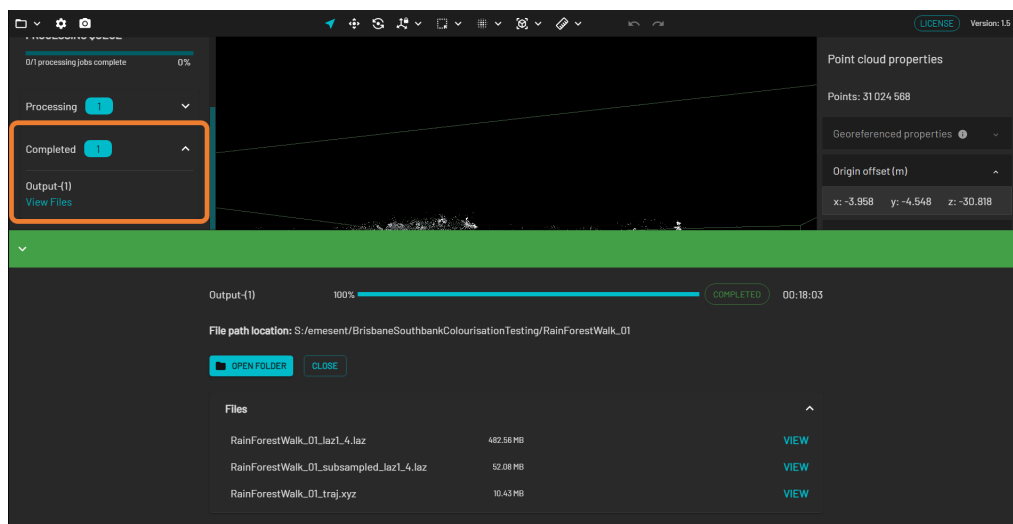 LICENSE Version: 1.5
PROCESSING QUEUE
0/1 processing jobs complete 0%
Processing 1
Completed 1
Output-(1)
View Files
Point cloud properties
Points: 31 024 568
Georeferenced properties
Origin offset (m)
x: -3.958 y: -4.548 z: -30.818
Output-(1) 100% COMPLETED 00:18:03
File path location: S:/emesent/BrisbaneSouthbankColourisationTesting/RainForestWalk_01
OPEN FOLDER CLOSE
Files
RainForestWalk_01_laz1_4.laz 482.56 MB VIEW
RainForestWalk_01_subsampled_laz1_4.laz 52.08 MB VIEW
RainForestWalk_01_traj.xyz 10.43 MB VIEW